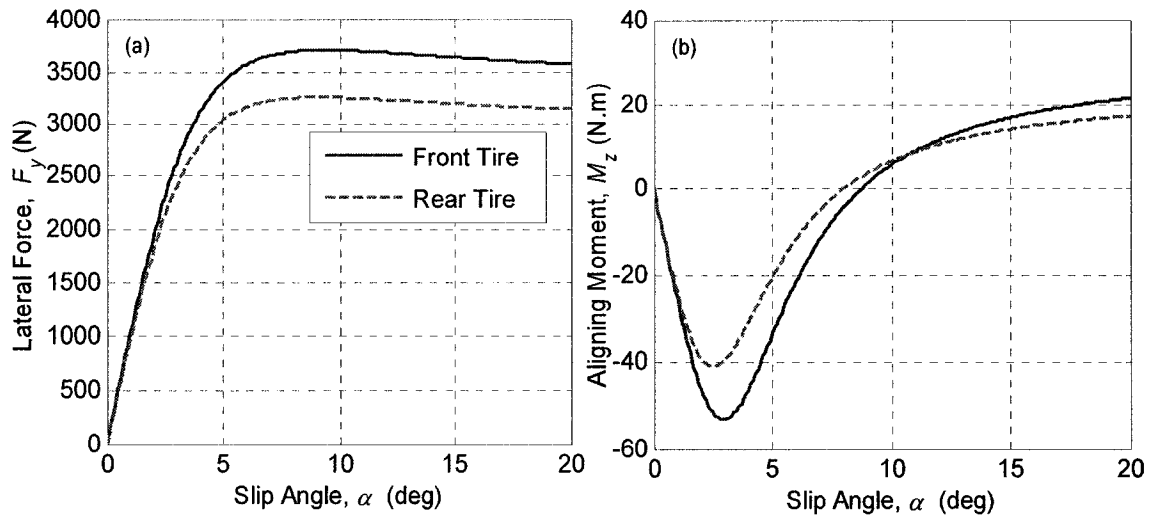 (a)
Lateral Force, F_y (N)
4000
3500
3000
2500
2000
1500
1000
500
0
0 5 10 15 20
Slip Angle, α (deg)
Front Tire
Rear Tire
(b)
Aligning Moment, M_z (N.m)
40
20
0
-20
-40
-60
0 5 10 15 20
Slip Angle, α (deg)